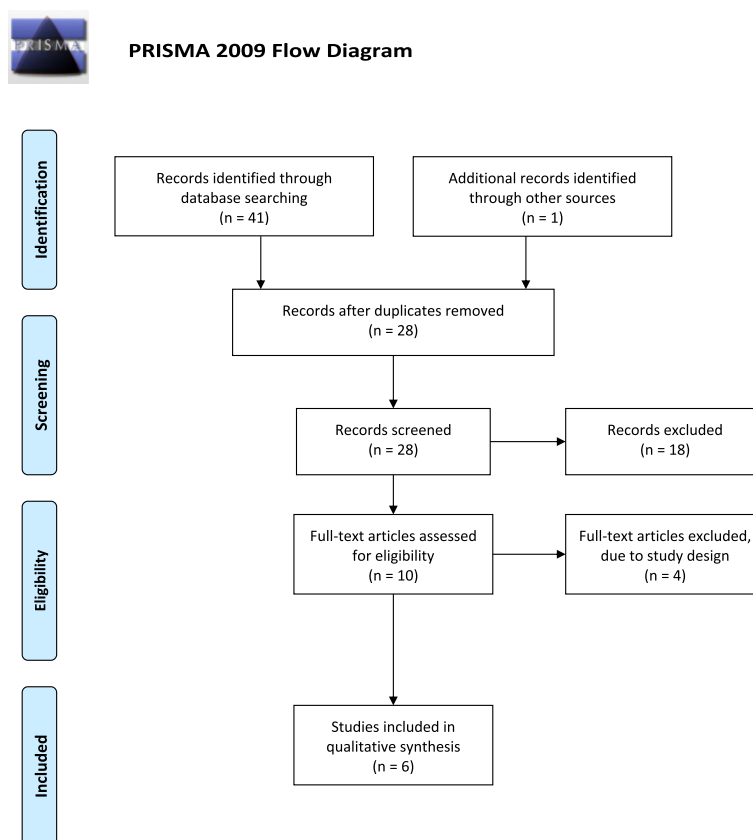 PRISMA
PRISMA 2009 Flow Diagram
Identification
Records identified through
database searching
(n = 41)
Additional records identified
through other sources
(n = 1)
Records after duplicates removed
(n = 28)
Screening
Records screened
(n = 28)
Records excluded
(n = 18)
Eligibility
Full-text articles assessed
for eligibility
(n = 10)
Full-text articles excluded,
due to study design
(n = 4)
Included
Studies included in
qualitative synthesis
(n = 6)